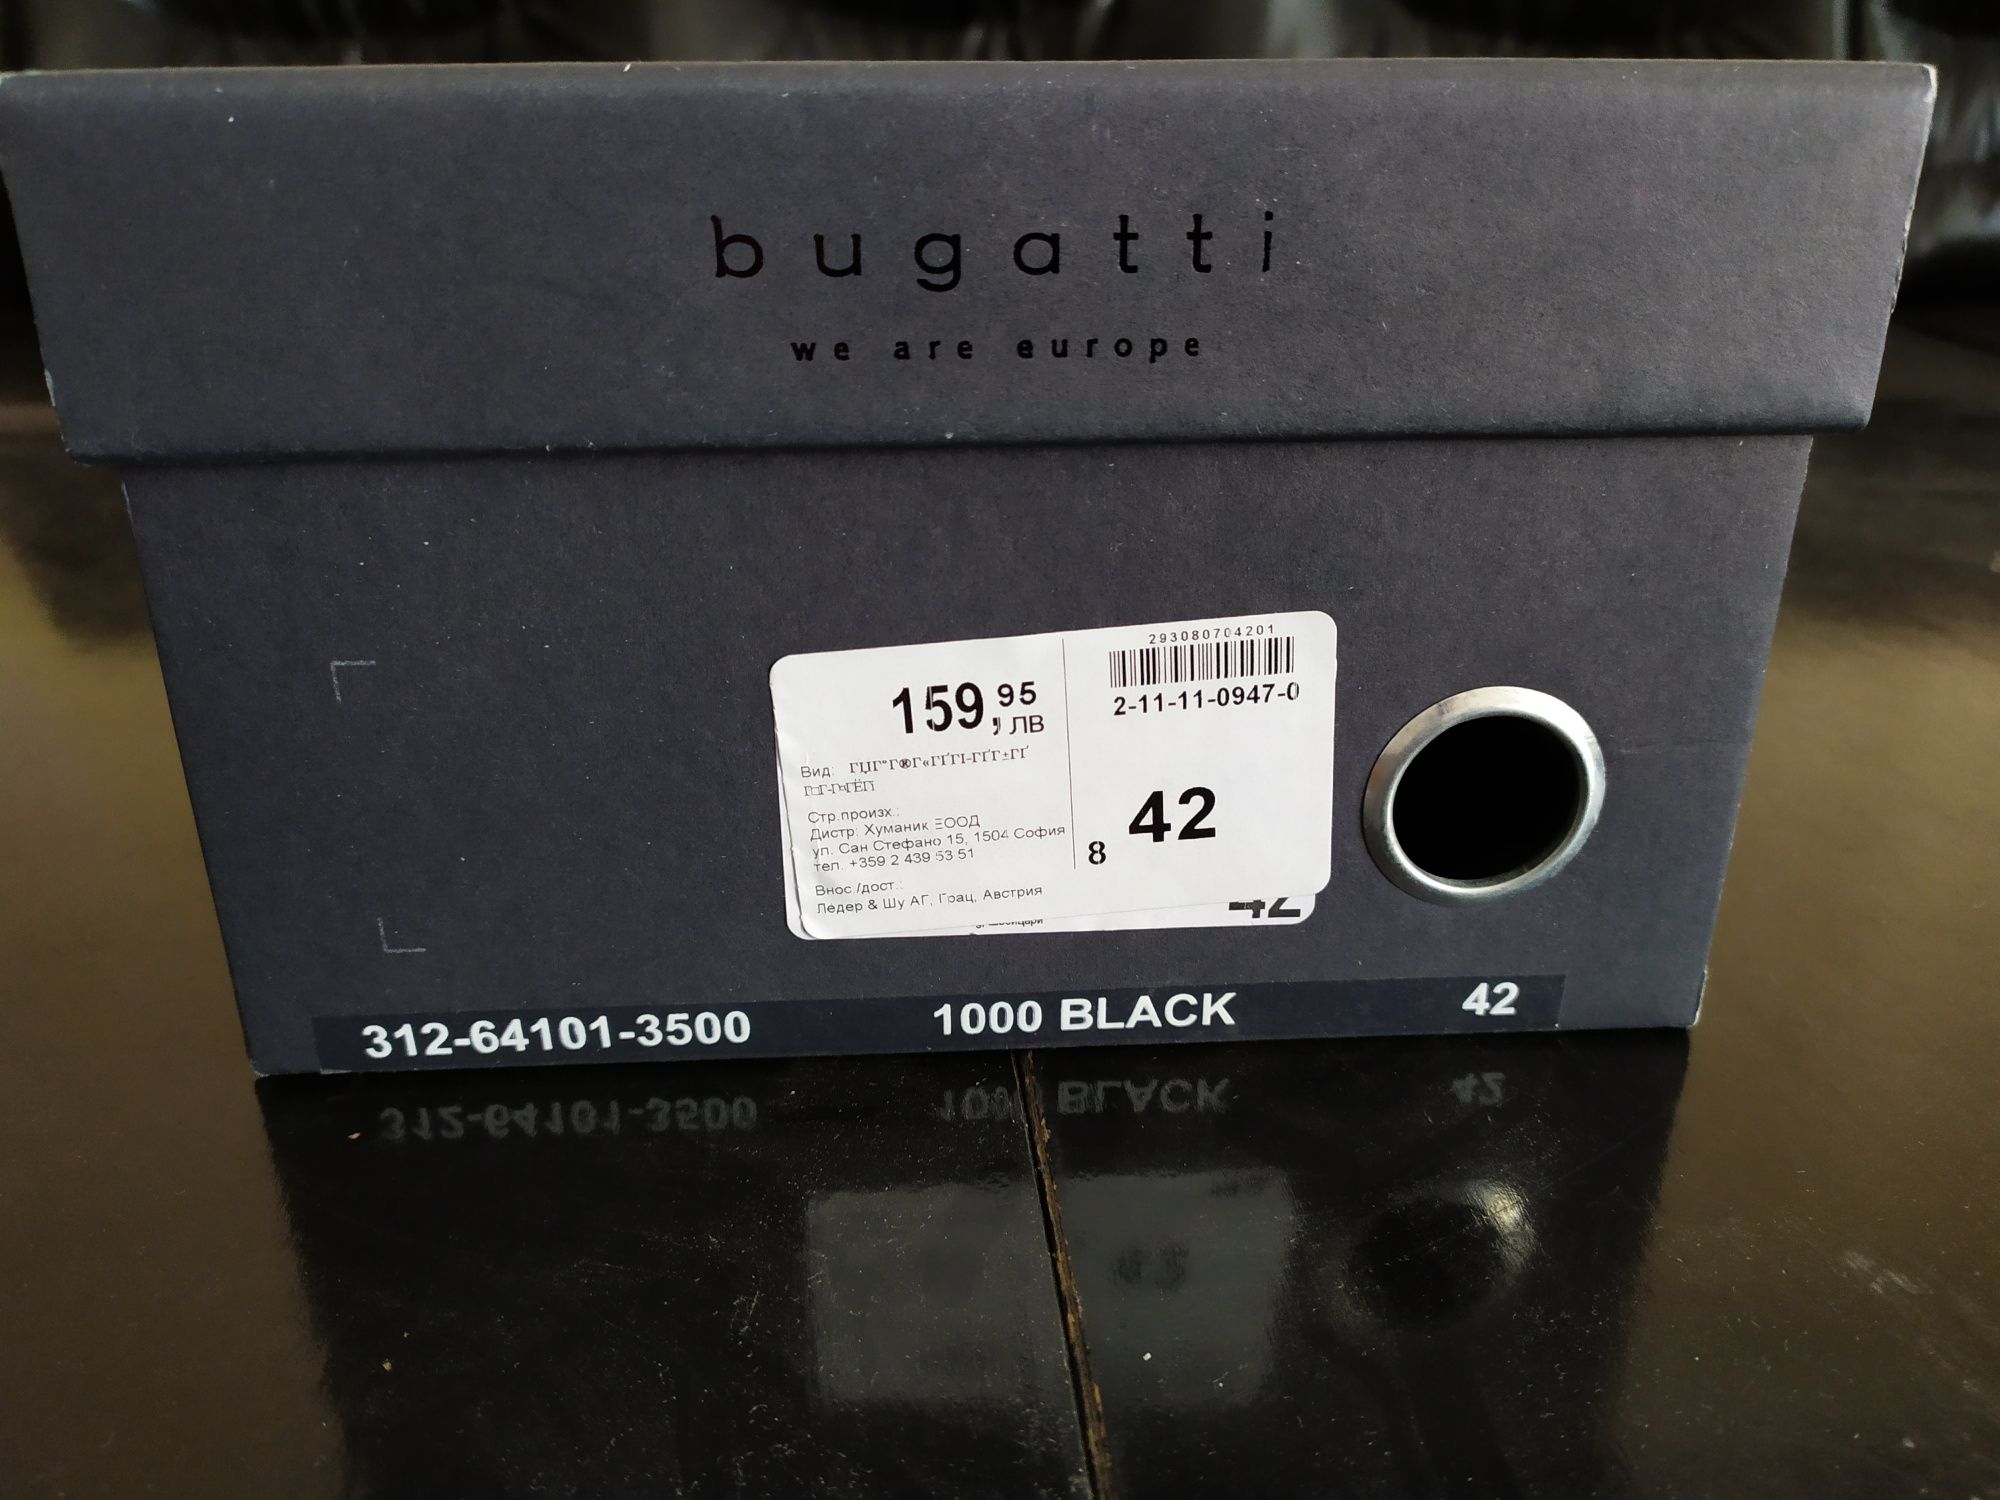 bugatti
we are europe
293080704201
2-11-11-0947-0
159,95 ЛВ
Вид:
Стр.произх.:
Дистр: Хуманик ЕООД
ул. Сан Стефано 15, 1504 София
тел. +359 2 439 53 51
Внос./дост.:
Ледер & Шу АГ, Грац, Австрия
42
8
42
312-64101-3500 1000 BLACK 42